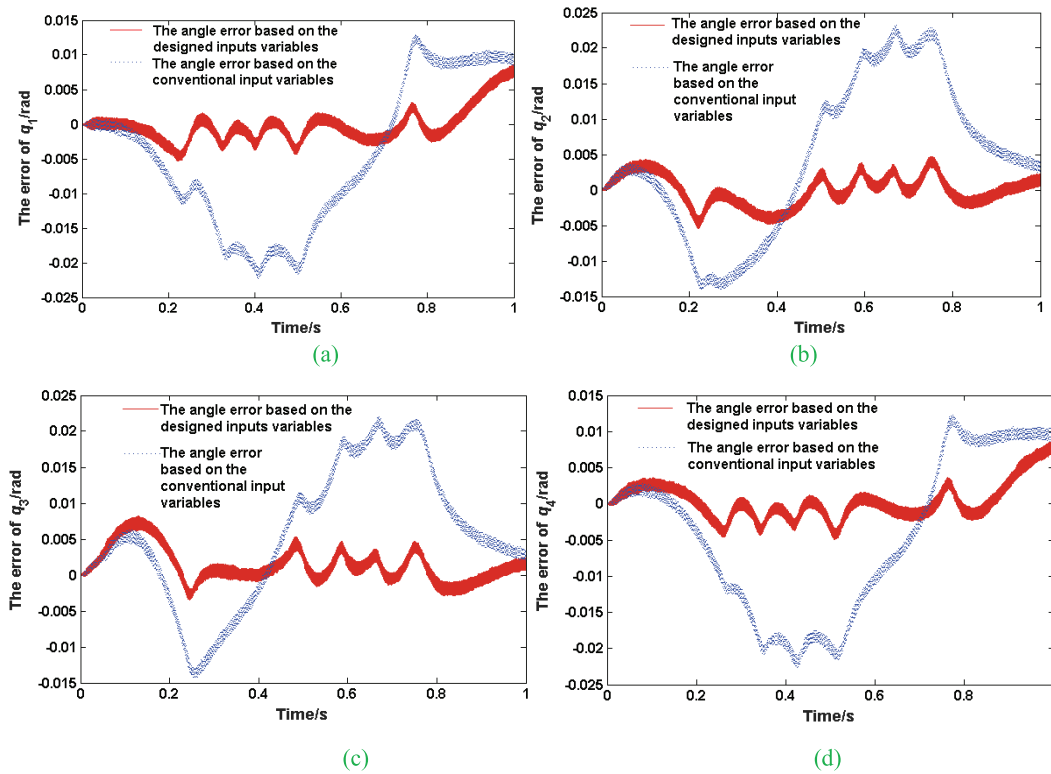 0.015
0.01
0.005
0
-0.005
-0.01
-0.015
-0.02
-0.025
The error of q1/rad
The angle error based on the
designed inputs variables
The angle error based on the
conventional input variables
0 0.2 0.4 0.6 0.8 1
Time/s
(a)
0.025
0.02
0.015
0.01
0.005
0
-0.005
-0.01
-0.015
The error of q2/rad
The angle error based on the
designed inputs variables
The angle error
based on the
conventional input
variables
0 0.2 0.4 0.6 0.8 1
Time/s
(b)
0.025
0.02
0.015
0.01
0.005
0
-0.005
-0.01
-0.015
The error of q3/rad
The angle error based on the
designed inputs variables
The angle error
based on the
conventional input
variables
0 0.2 0.4 0.6 0.8 1
Time/s
(c)
0.015
0.01
0.005
0
-0.005
-0.01
-0.015
-0.02
-0.025
The error of q4/rad
The angle error based on the
designed inputs variables
The angle error based on the
conventional input variables
0 0.2 0.4 0.6 0.8
Time/s
(d)